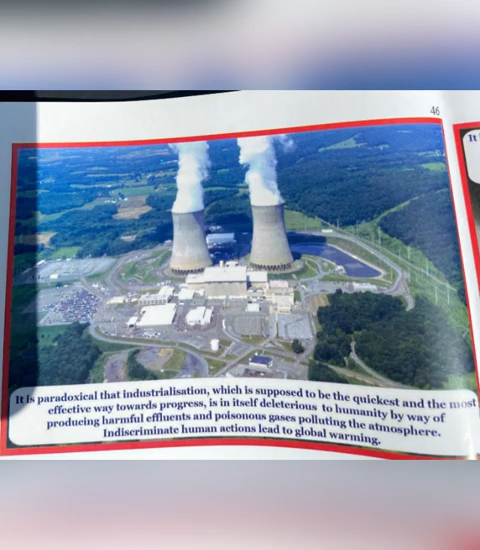 46
It is paradoxical that industrialisation, which is supposed to be the quickest and the most
effective way towards progress, is in itself deleterious to humanity by way of
producing harmful effluents and poisonous gases polluting the atmosphere.
Indiscriminate human actions lead to global warming.
It